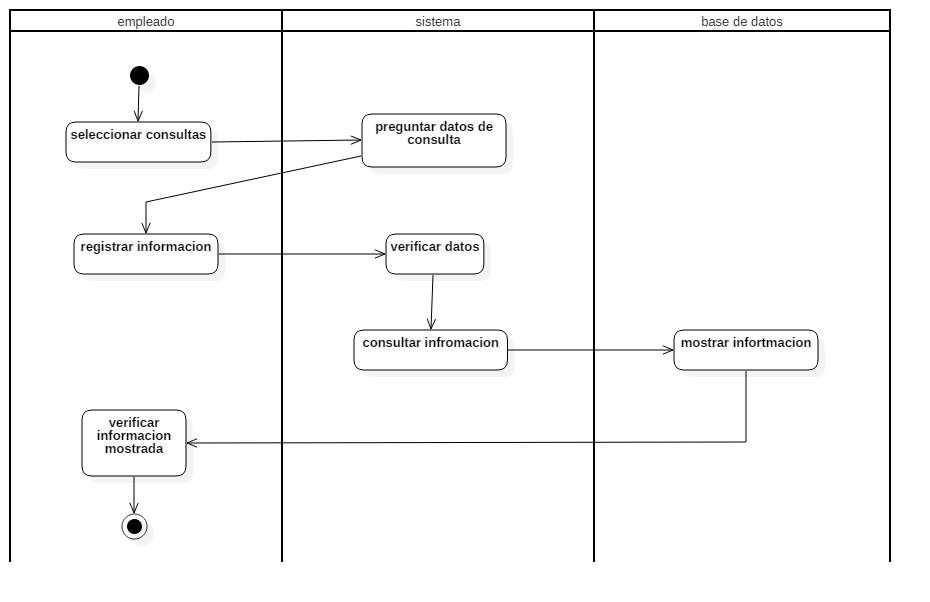 empleado
sistema
base de datos
seleccionar consultas
preguntar datos de
consulta
registrar informacion
verificar datos
consultar infromacion
mostrar infortmacion
verificar
informacion
mostrada